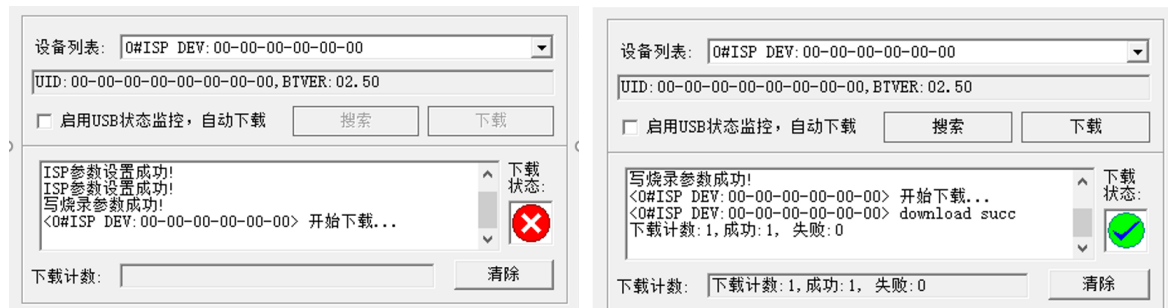 设备列表: 0#ISP DEV:00-00-00-00-00-00
UID:00-00-00-00-00-00-00-00,BTVER:02.50
启用USB状态监控，自动下载 搜索 下载
ISP参数设置成功!
ISP参数设置成功!
写烧录参数成功!
<0#ISP DEV:00-00-00-00-00-00> 开始下载...
下载
状态:
下载计数: 清除
设备列表: 0#ISP DEV:00-00-00-00-00-00
UID:00-00-00-00-00-00-00-00,BTVER:02.50
启用USB状态监控，自动下载 搜索 下载
写烧录参数成功!
<0#ISP DEV:00-00-00-00-00-00> 开始下载...
<0#ISP DEV:00-00-00-00-00-00> download succ
下载计数:1,成功:1, 失败:0
下载
状态:
下载计数: 下载计数:1,成功:1, 失败:0 清除